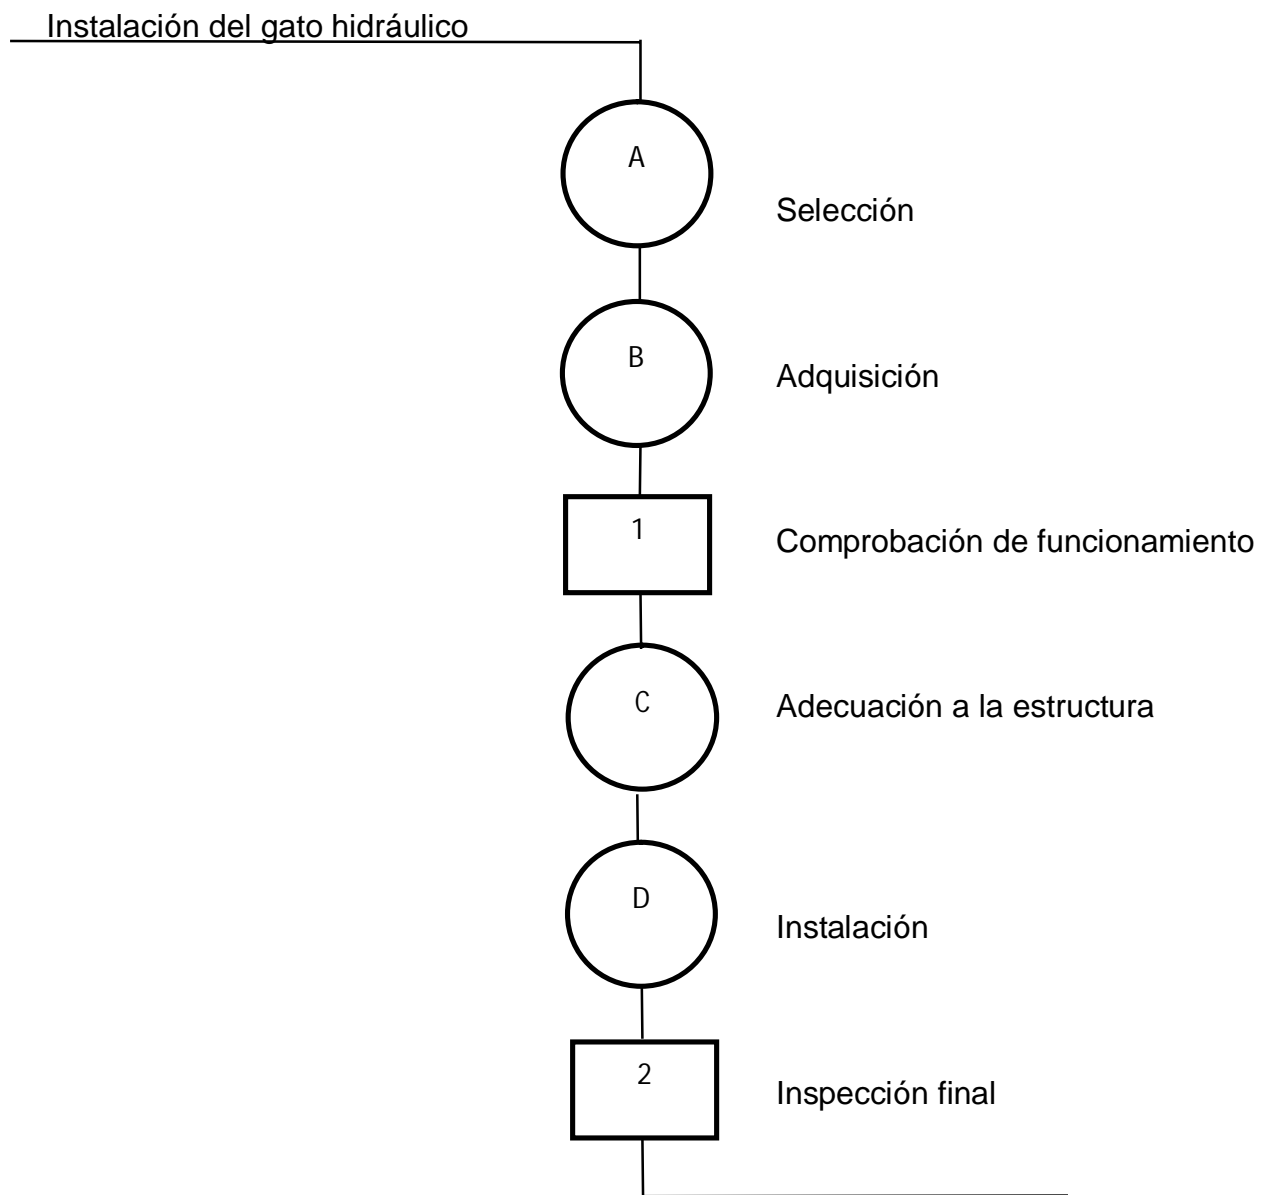 Instalación del gato hidráulico
A
Selección
B
Adquisición
1
Comprobación de funcionamiento
C
Adecuación a la estructura
D
Instalación
2
Inspección final